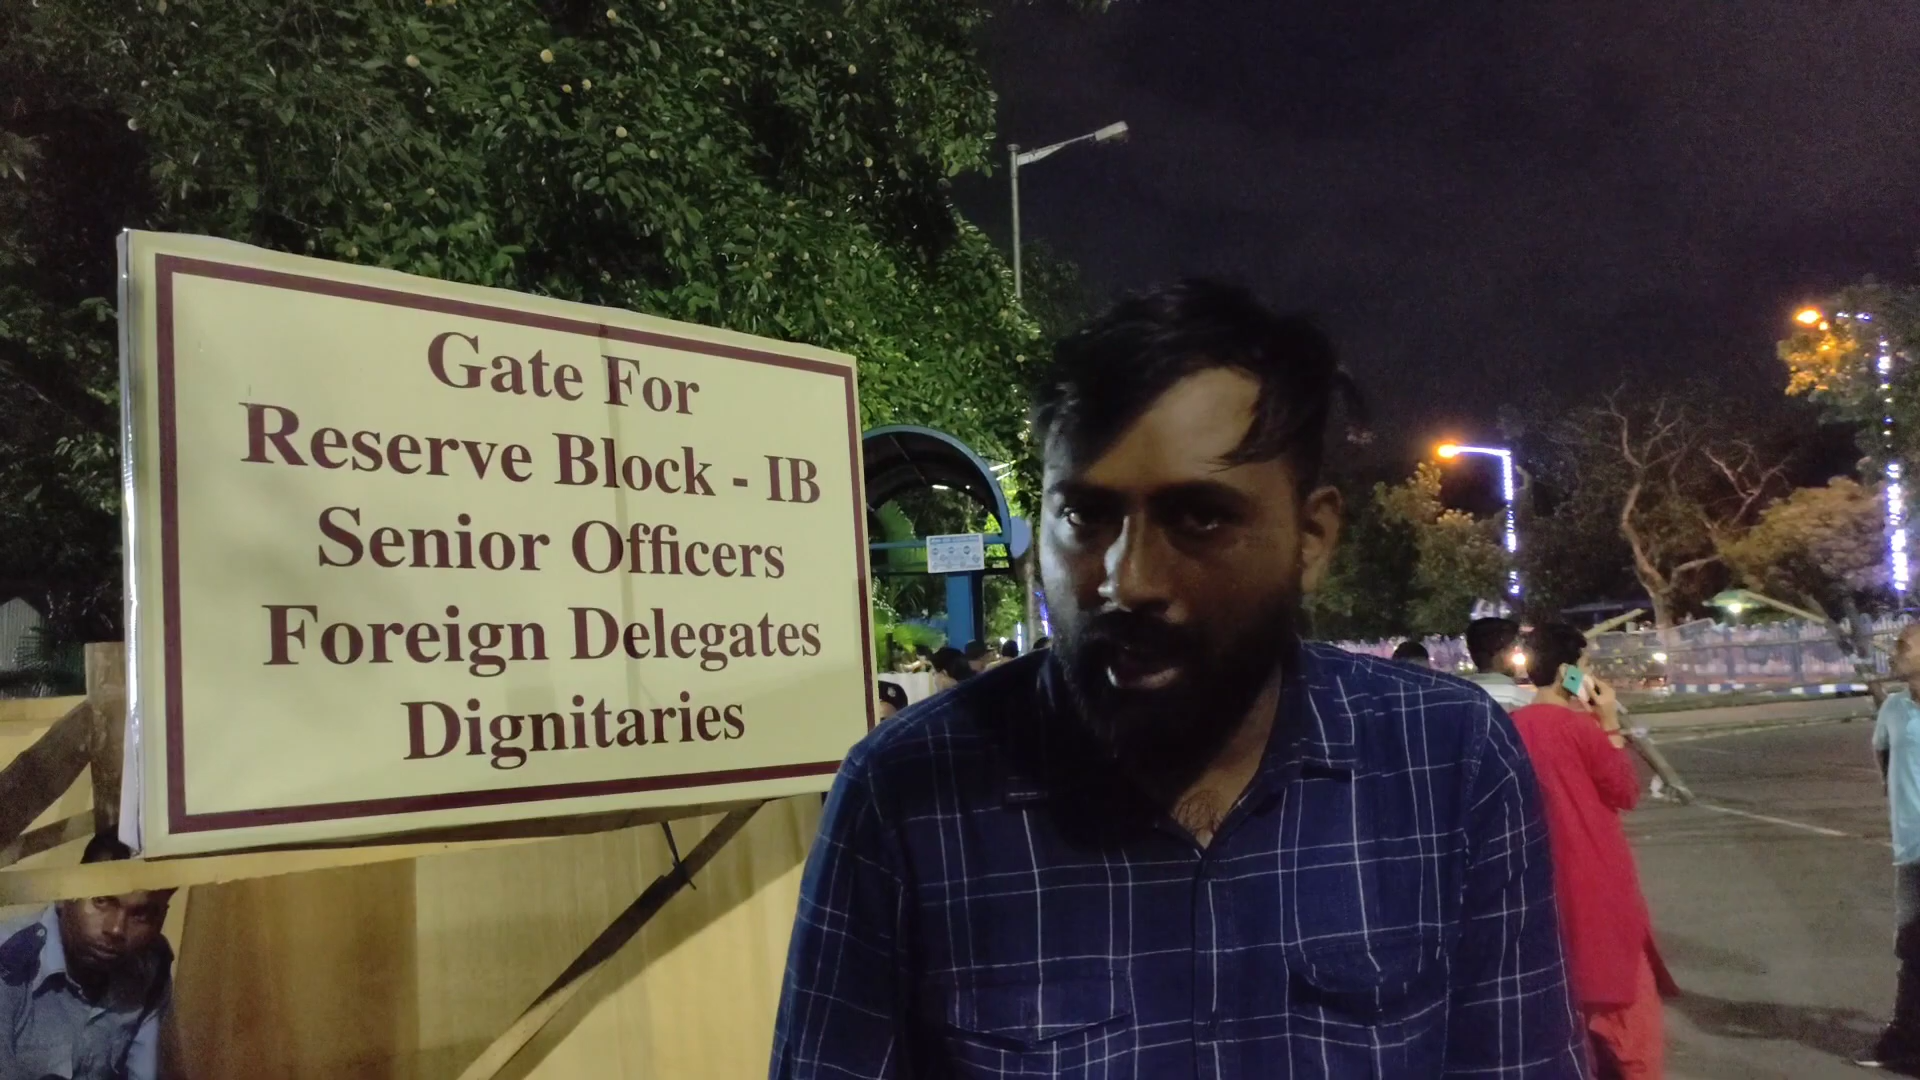 Gate For
Reserve Block - IB
Senior Officers
Foreign Delegates
Dignitaries